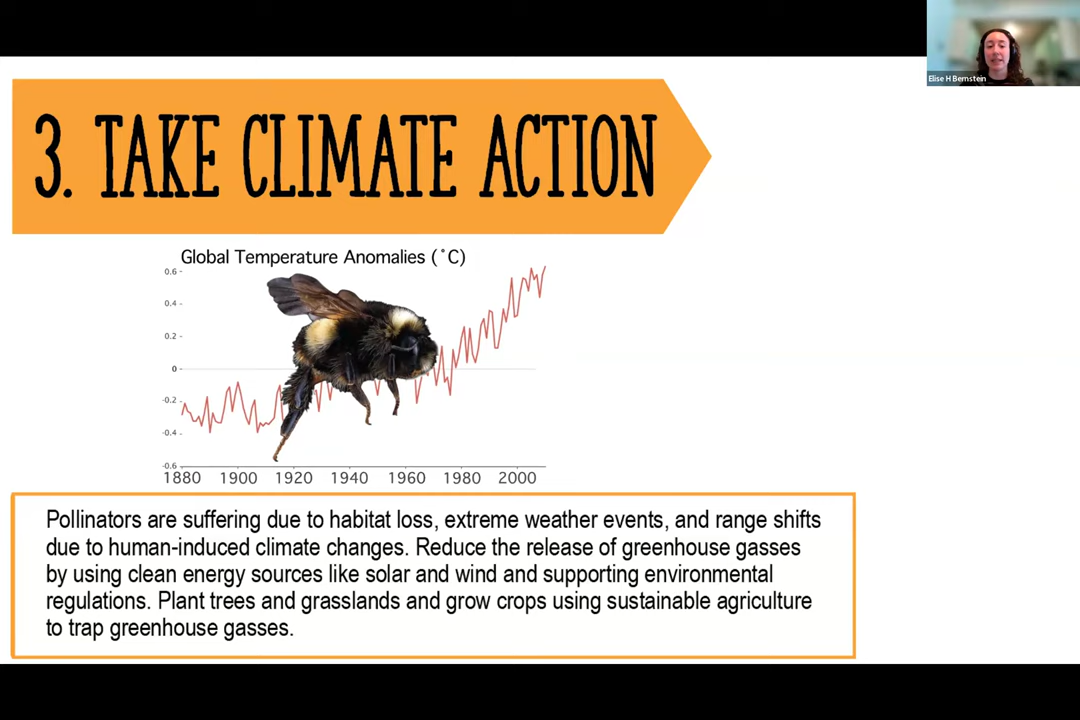 Elise H Bernstein
3. TAKE CLIMATE ACTION
Global Temperature Anomalies (˚C)
0.6
0.4
0.2
0
-0.2
-0.4
-0.6
1880 1900 1920 1940 1960 1980 2000
Pollinators are suffering due to habitat loss, extreme weather events, and range shifts
due to human-induced climate changes. Reduce the release of greenhouse gasses
by using clean energy sources like solar and wind and supporting environmental
regulations. Plant trees and grasslands and grow crops using sustainable agriculture
to trap greenhouse gasses.